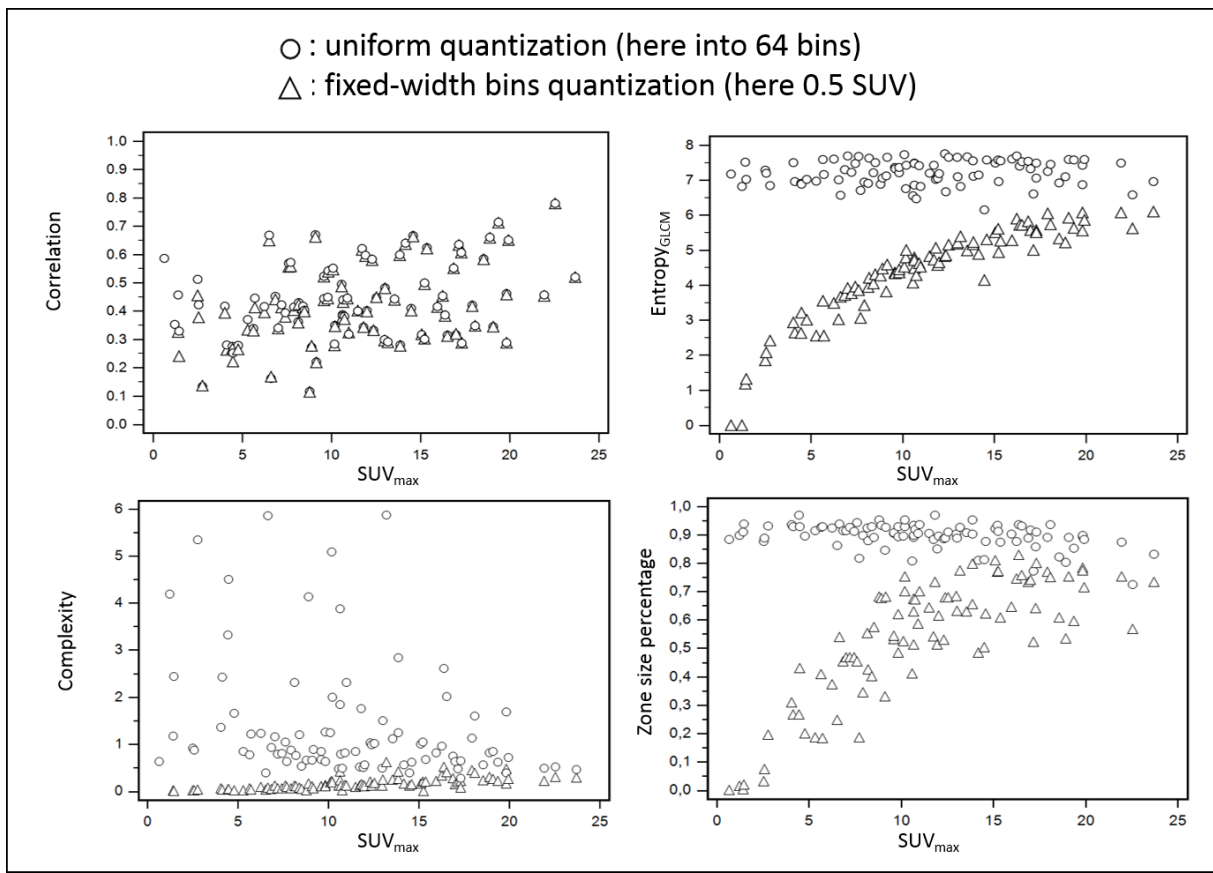 ○ : uniform quantization (here into 64 bins)
△ : fixed-width bins quantization (here 0.5 SUV)
Correlation
1.0
0.9
0.8
0.7
0.6
0.5
0.4
0.3
0.2
0.1
0.0
0 5 10 15 20 25
SUVmax
EntropyGLCM
8
7
6
5
4
3
2
1
0
0 5 10 15 20 25
SUVmax
Complexity
6
5
4
3
2
1
0
0 5 10 15 20 25
SUVmax
Zone size percentage
1,0
0,9
0,8
0,7
0,6
0,5
0,4
0,3
0,2
0,1
0,0
0 5 10 15 20 25
SUVmax